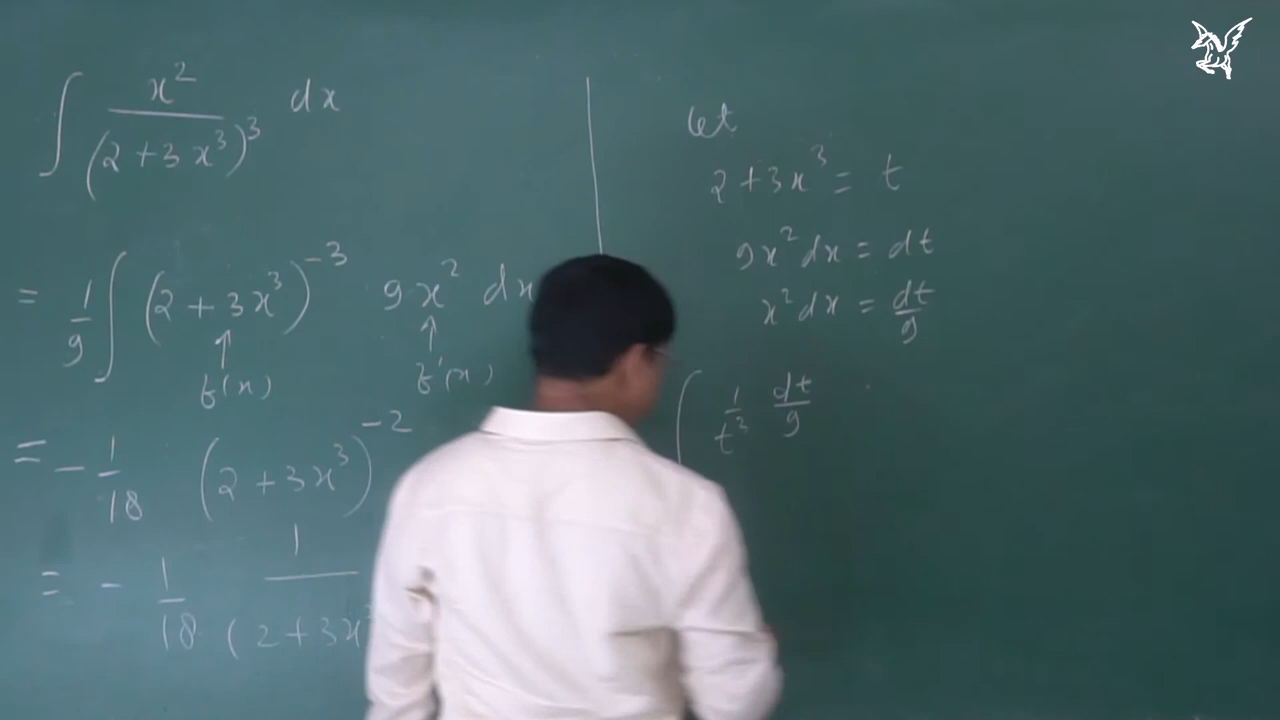 ∫ x² / (2 + 3x³)³ dx
= 1/9 ∫ (2 + 3x³)⁻³ 9x² dx
↑ ↑
f'(x) f'(x)
= - 1/18 (2 + 3x³)⁻²
= - 1/18 1 / (2 + 3x
let
2 + 3x³ = t
9x² dx = dt
x² dx = dt/9
∫ 1/t³ dt/9